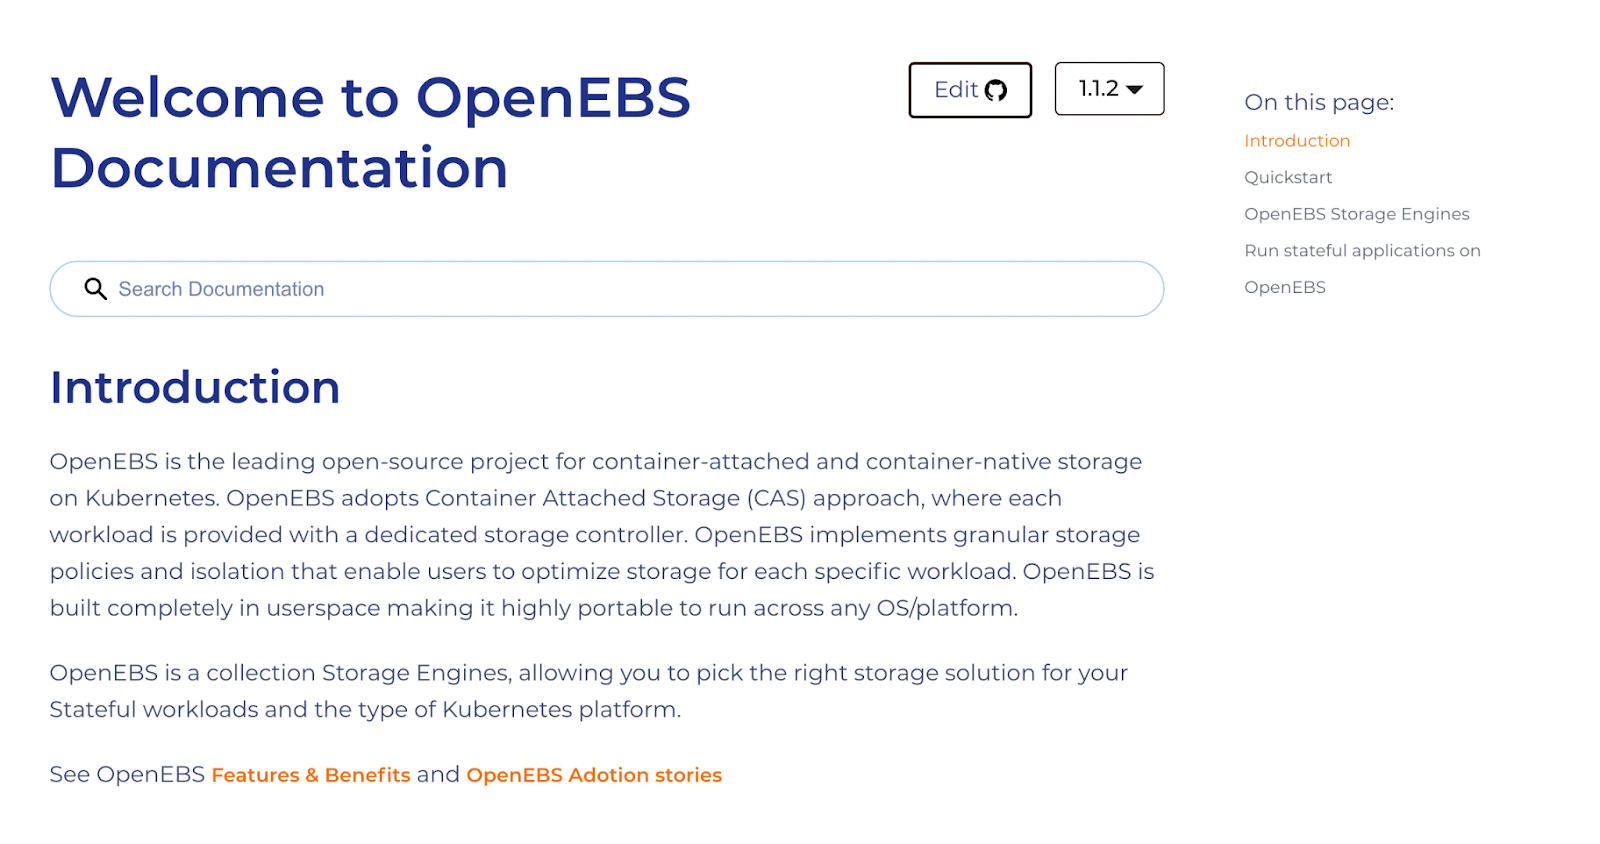 Welcome to OpenEBS
Documentation
Edit
1.1.2
Search Documentation
Introduction
OpenEBS is the leading open-source project for container-attached and container-native storage
on Kubernetes. OpenEBS adopts Container Attached Storage (CAS) approach, where each
workload is provided with a dedicated storage controller. OpenEBS implements granular storage
policies and isolation that enable users to optimize storage for each specific workload. OpenEBS is
built completely in userspace making it highly portable to run across any OS/platform.
OpenEBS is a collection Storage Engines, allowing you to pick the right storage solution for your
Stateful workloads and the type of Kubernetes platform.
See OpenEBS Features & Benefits and OpenEBS Adotion stories
On this page:
Introduction
Quickstart
OpenEBS Storage Engines
Run stateful applications on
OpenEBS